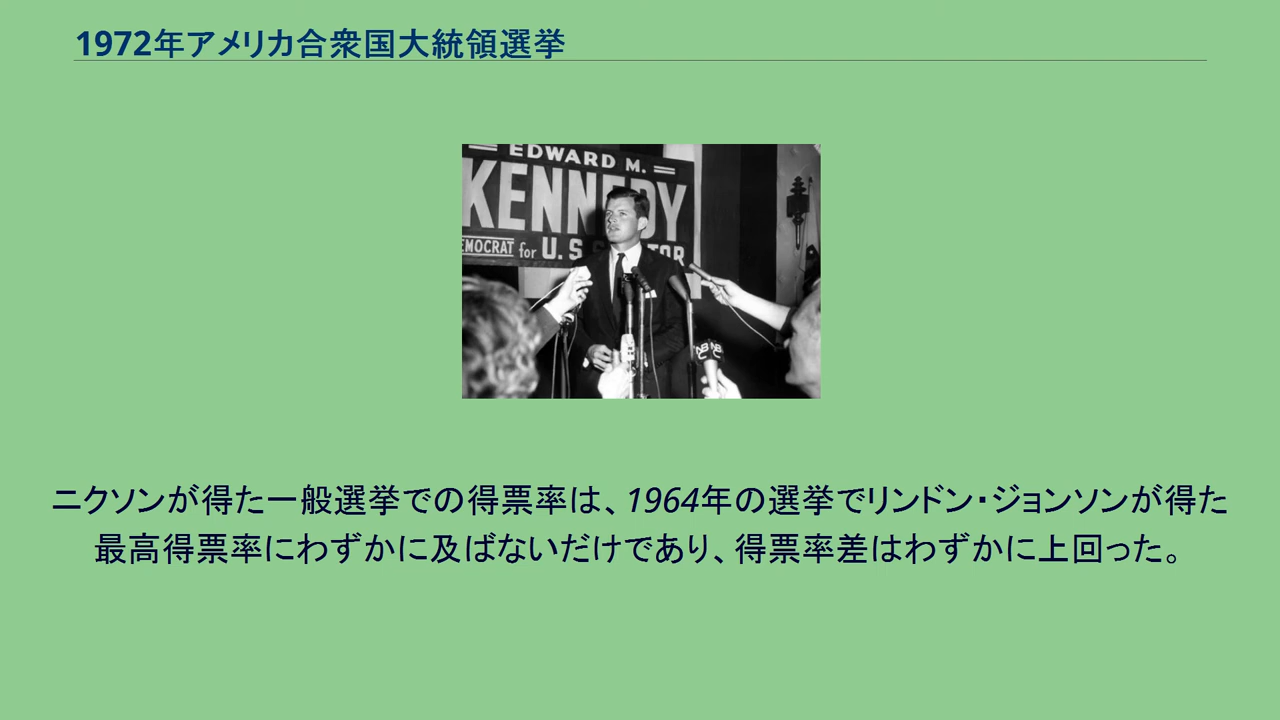 1972年アメリカ合衆国大統領選挙
EDWARD M.
KENNEDY
for U.S.
ニクソンが得た一般選挙での得票率は、1964年の選挙でリンドン・ジョンソンが得た
最高得票率にわずかに及ばないだけであり、得票率差はわずかに上回った。